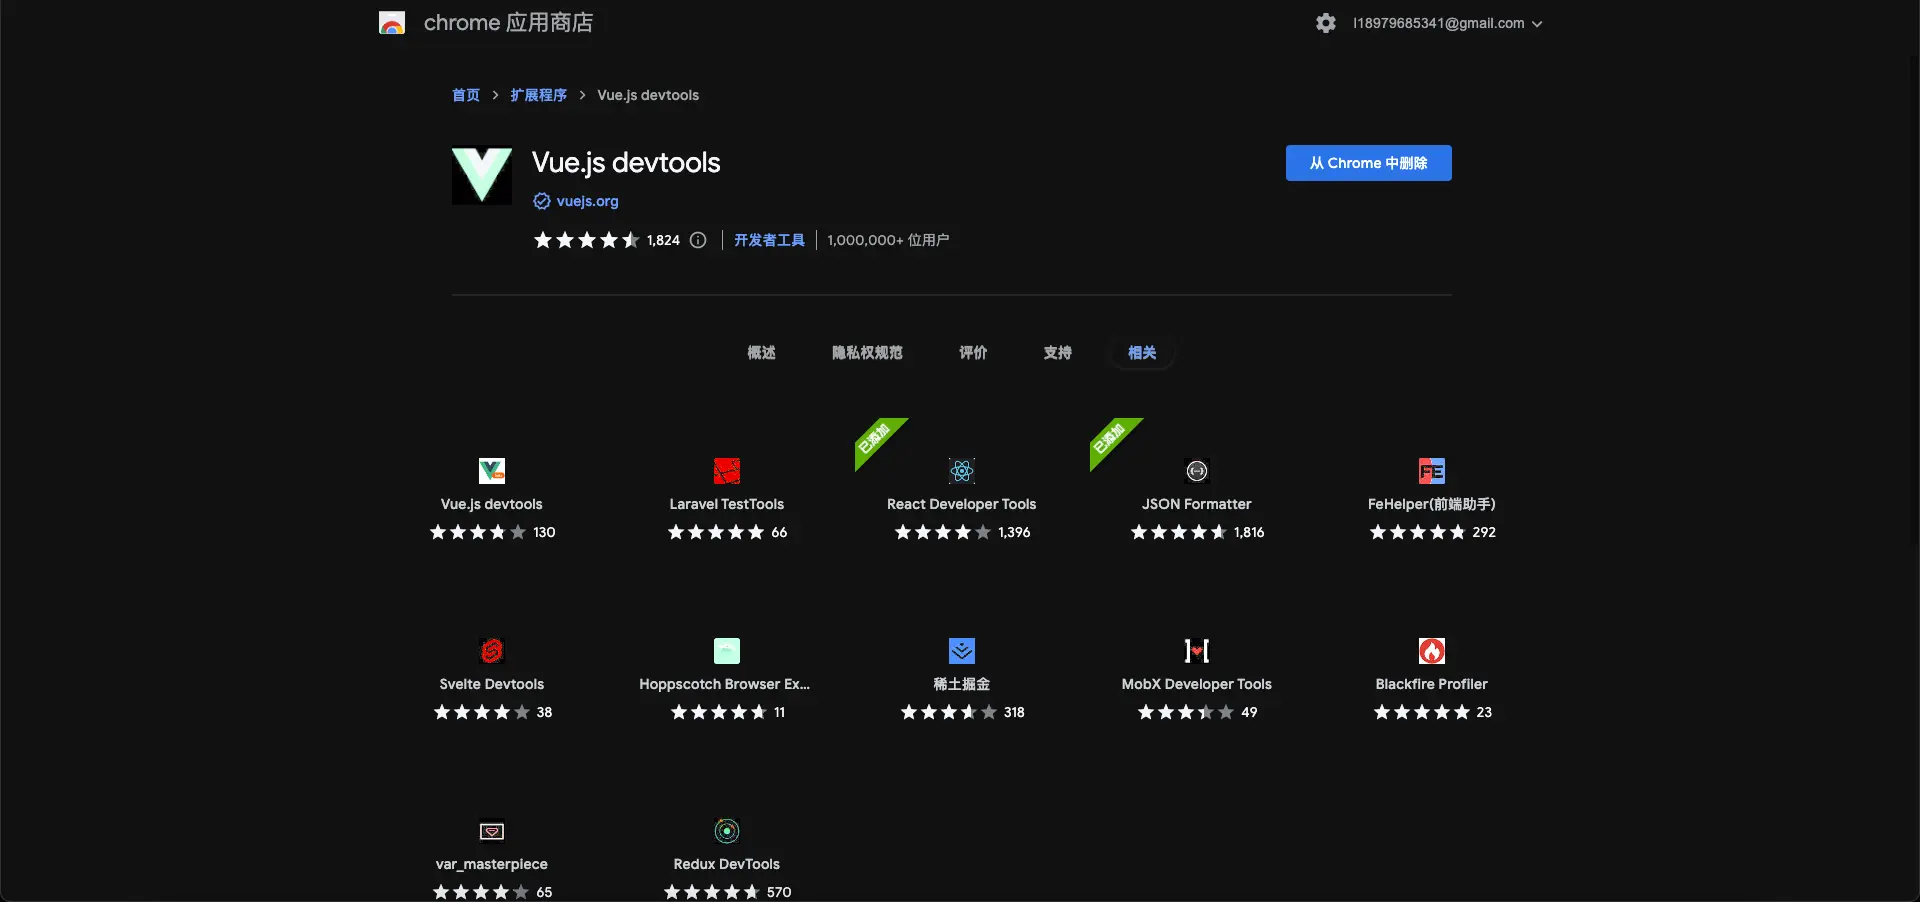 chrome 应用商店
l18979685341@gmail.com
首页 > 扩展程序 > Vue.js devtools
Vue.js devtools
从 Chrome 中删除
vuejs.org
1,824 开发者工具 1,000,000+ 位用户
概述 隐私权规范 评价 支持 相关
已添加 已添加
FE
Vue.js devtools Laravel TestTools React Developer Tools JSON Formatter FeHelper(前端助手)
130 66 1,396 1,816 292
Svelte Devtools Hoppscotch Browser Ex... 稀土掘金 MobX Developer Tools Blackfire Profiler
38 11 318 49 23
var_masterpiece Redux DevTools
65 570